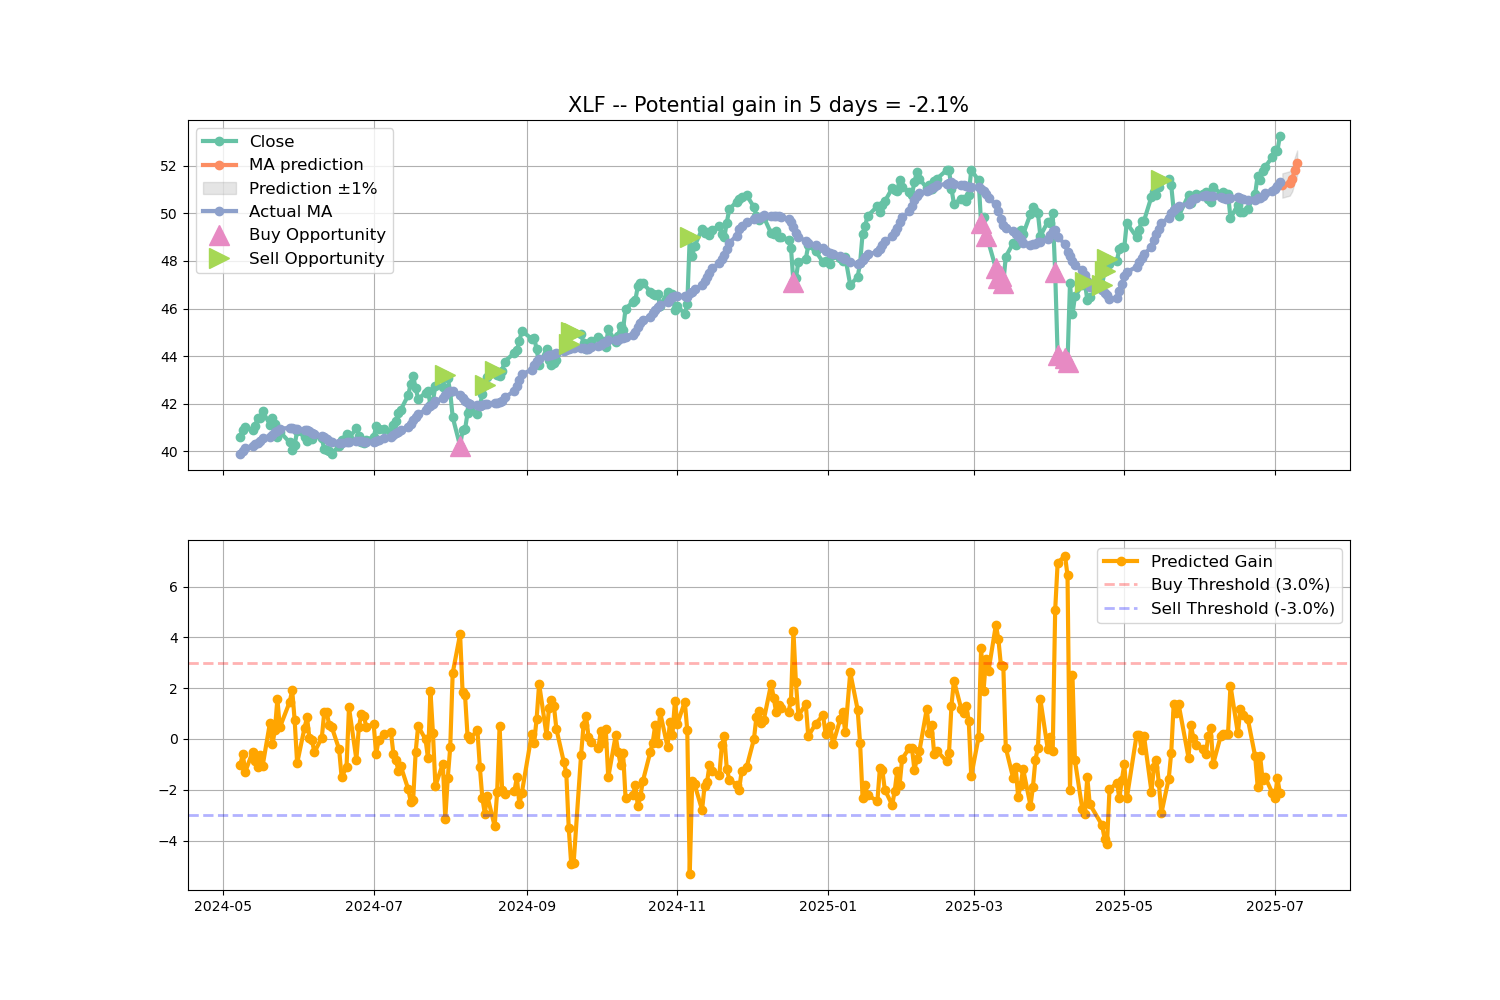 XLF -- Potential gain in 5 days = -2.1%
Close
MA prediction
Prediction ±1%
Actual MA
Buy Opportunity
Sell Opportunity
52
50
48
46
44
42
40
Predicted Gain
Buy Threshold (3.0%)
Sell Threshold (-3.0%)
6
4
2
0
−2
−4
2024-05
2024-07
2024-09
2024-11
2025-01
2025-03
2025-05
2025-07